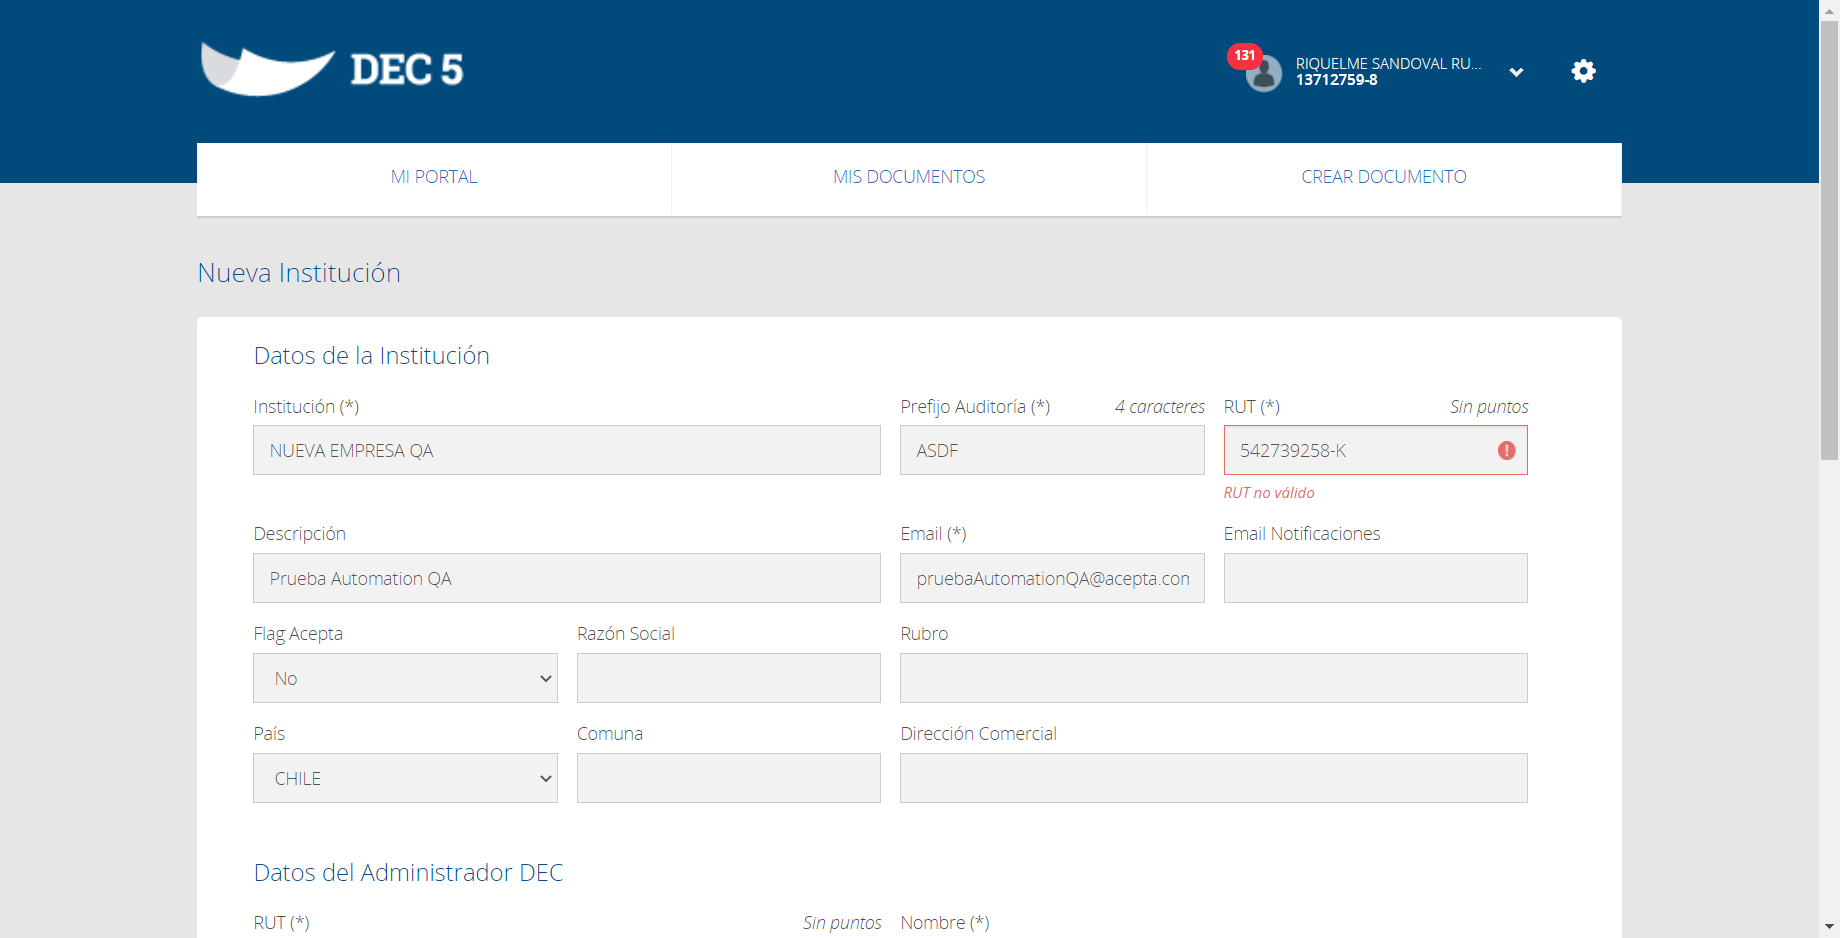 DEC 5
131
RIQUELME SANDOVAL RU...
13712759-8
MI PORTAL
MIS DOCUMENTOS
CREAR DOCUMENTO
Nueva Institución
Datos de la Institución
Institución (*)
Prefijo Auditoría (*) 4 caracteres
RUT (*) Sin puntos
NUEVA EMPRESA QA
ASDF
542739258-K
RUT no válido
Descripción
Email (*)
Email Notificaciones
Prueba Automation QA
pruebaAutomationQA@acepta.com
Flag Acepta
Razón Social
Rubro
No
País
Comuna
Dirección Comercial
CHILE
Datos del Administrador DEC
RUT (*) Sin puntos
Nombre (*)